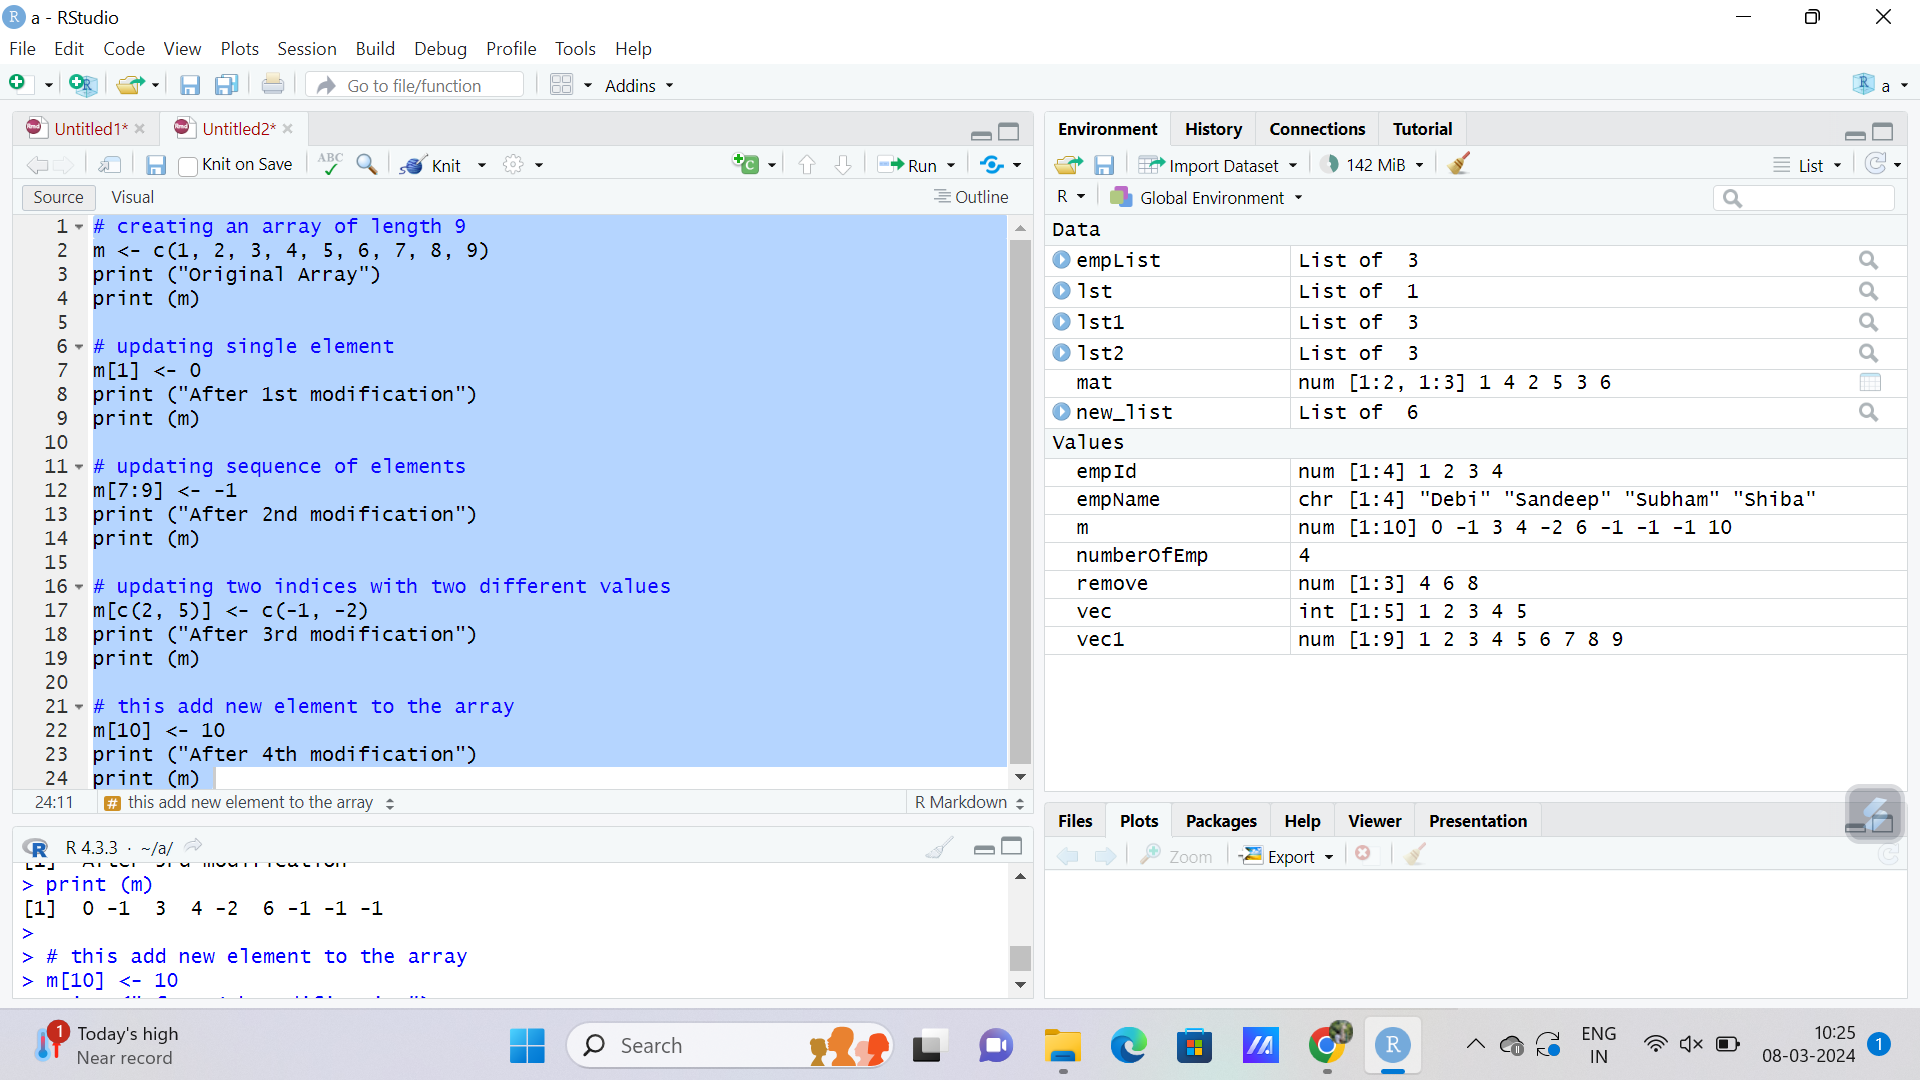 a - RStudio
File Edit Code View Plots Session Build Debug Profile Tools Help
Go to file/function Addins a
Untitled1* Untitled2*
Knit on Save ABC Knit Run
Source Visual Outline
1 # creating an array of length 9
2 m <- c(1, 2, 3, 4, 5, 6, 7, 8, 9)
3 print ("Original Array")
4 print (m)
5
6 # updating single element
7 m[1] <- 0
8 print ("After 1st modification")
9 print (m)
10
11 # updating sequence of elements
12 m[7:9] <- -1
13 print ("After 2nd modification")
14 print (m)
15
16 # updating two indices with two different values
17 m[c(2, 5)] <- c(-1, -2)
18 print ("After 3rd modification")
19 print (m)
20
21 # this add new element to the array
22 m[10] <- 10
23 print ("After 4th modification")
24 print (m)
24:11 # this add new element to the array R Markdown
R 4.3.3 · ~/a/
> print (m)
[1] 0 -1 3 4 -2 6 -1 -1 -1
>
> # this add new element to the array
> m[10] <- 10
Environment History Connections Tutorial
Import Dataset 142 MiB List
R Global Environment
Data
empList List of 3
lst List of 1
lst1 List of 3
lst2 List of 3
mat num [1:2, 1:3] 1 4 2 5 3 6
new_list List of 6
Values
empId num [1:4] 1 2 3 4
empName chr [1:4] "Debi" "Sandeep" "Subham" "Shiba"
m num [1:10] 0 -1 3 4 -2 6 -1 -1 -1 10
numberOfEmp 4
remove num [1:3] 4 6 8
vec int [1:5] 1 2 3 4 5
vec1 num [1:9] 1 2 3 4 5 6 7 8 9
Files Plots Packages Help Viewer Presentation
Zoom Export
1 Today's high
Near record
Search
ENG
IN
10:25
08-03-2024
1